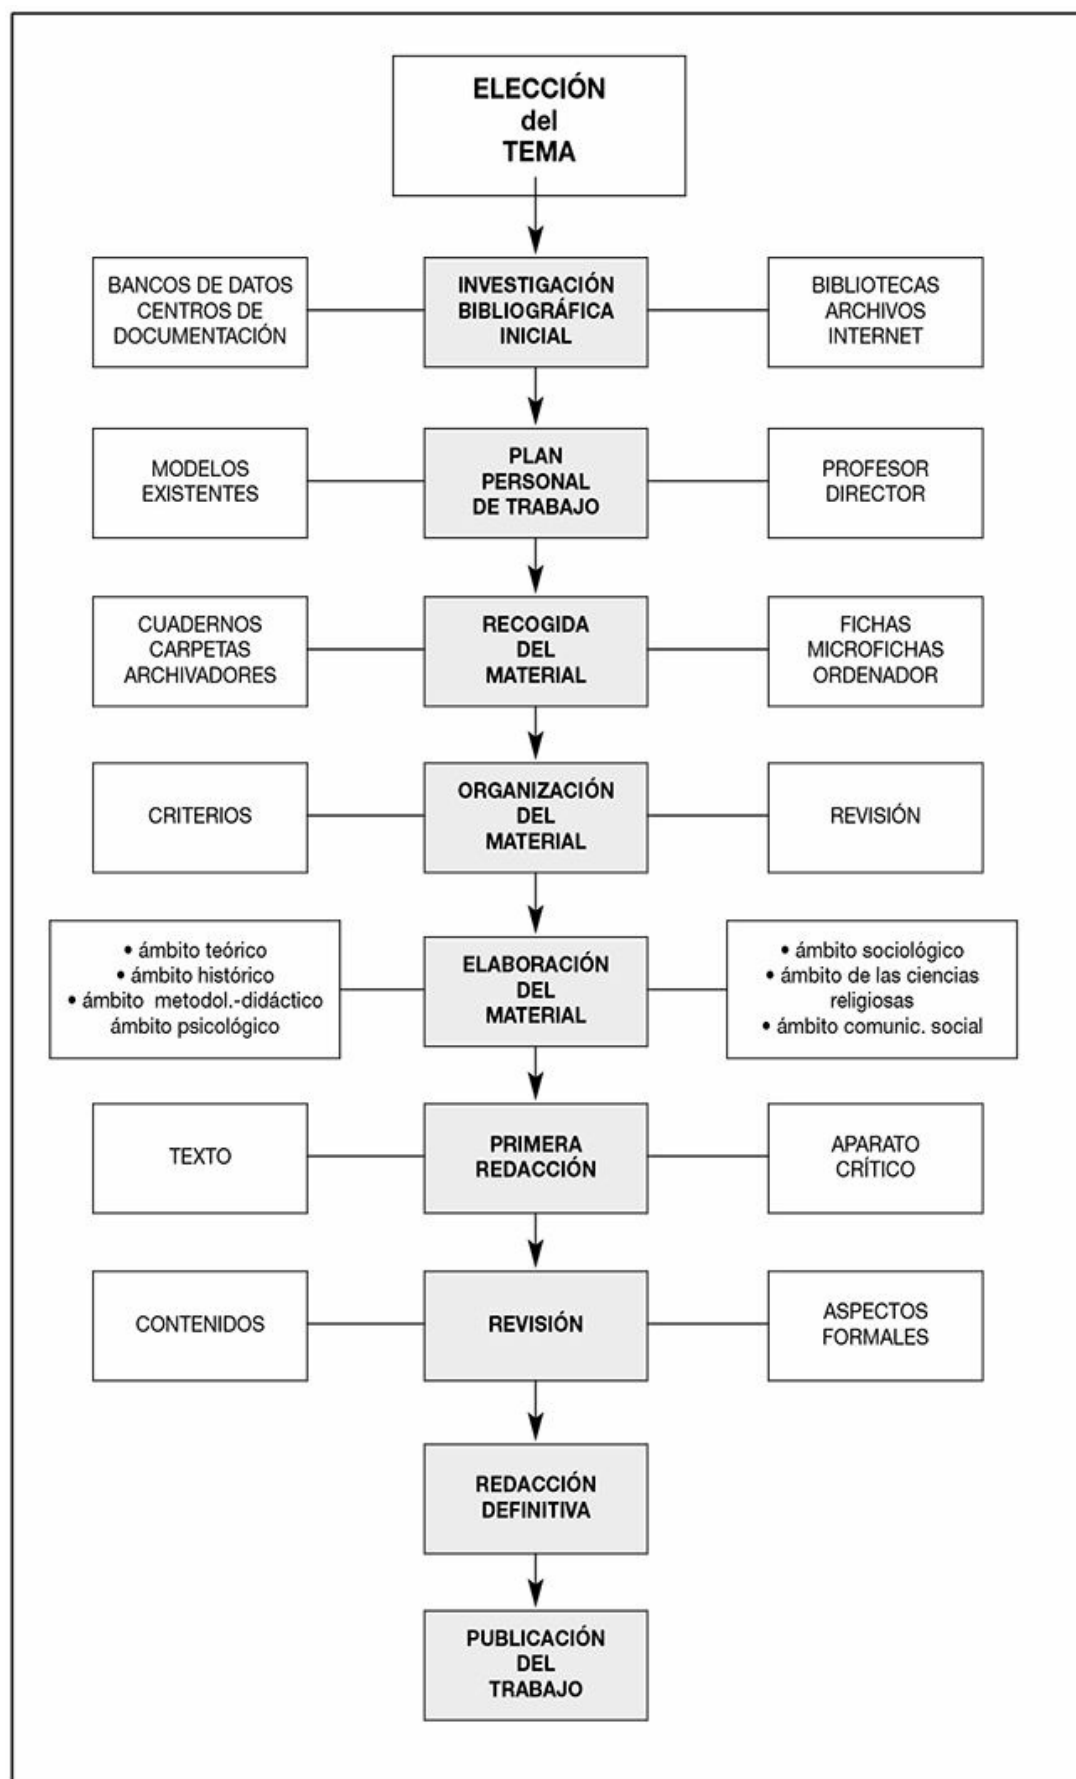 ELECCIÓN
del
TEMA
BANCOS DE DATOS
CENTROS DE
DOCUMENTACIÓN
INVESTIGACIÓN
BIBLIOGRÁFICA
INICIAL
BIBLIOTECAS
ARCHIVOS
INTERNET
MODELOS
EXISTENTES
PLAN
PERSONAL
DE TRABAJO
PROFESOR
DIRECTOR
CUADERNOS
CARPETAS
ARCHIVADORES
RECOGIDA
DEL
MATERIAL
FICHAS
MICROFICHAS
ORDENADOR
CRITERIOS
ORGANIZACIÓN
DEL
MATERIAL
REVISIÓN
• ámbito teórico
• ámbito histórico
• ámbito metodol.-didáctico
ámbito psicológico
ELABORACIÓN
DEL
MATERIAL
• ámbito sociológico
• ámbito de las ciencias
religiosas
• ámbito comunic. social
TEXTO
PRIMERA
REDACCIÓN
APARATO
CRÍTICO
CONTENIDOS
REVISIÓN
ASPECTOS
FORMALES
REDACCIÓN
DEFINITIVA
PUBLICACIÓN
DEL
TRABAJO